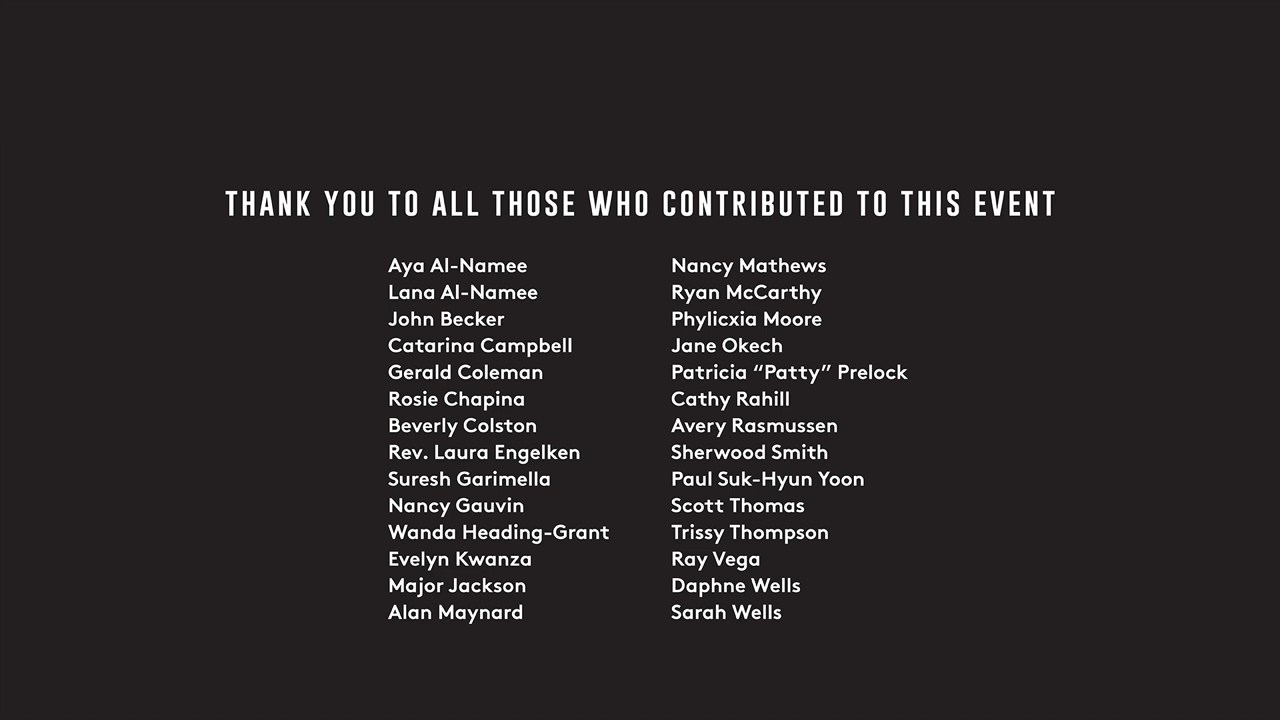 THANK YOU TO ALL THOSE WHO CONTRIBUTED TO THIS EVENT
Aya Al-Namee
Lana Al-Namee
John Becker
Catarina Campbell
Gerald Coleman
Rosie Chapina
Beverly Colston
Rev. Laura Engelken
Suresh Garimella
Nancy Gauvin
Wanda Heading-Grant
Evelyn Kwanza
Major Jackson
Alan Maynard
Nancy Mathews
Ryan McCarthy
Phylicxia Moore
Jane Okech
Patricia “Patty” Prelock
Cathy Rahill
Avery Rasmussen
Sherwood Smith
Paul Suk-Hyun Yoon
Scott Thomas
Trissy Thompson
Ray Vega
Daphne Wells
Sarah Wells